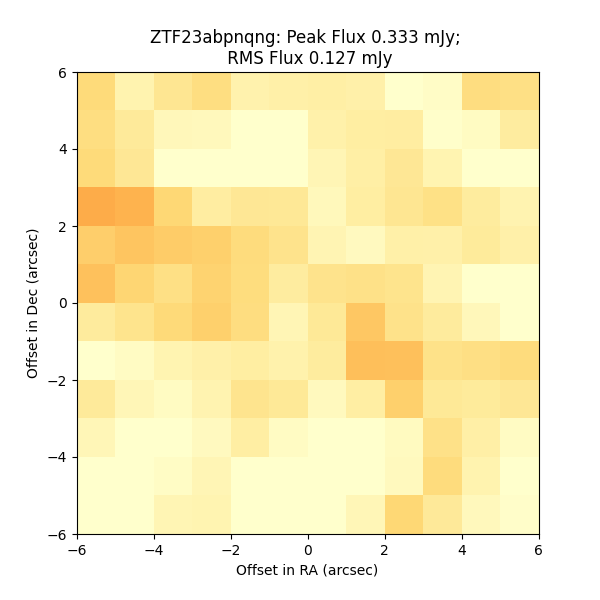 ZTF23abpnqng: Peak Flux 0.333 mJy;
RMS Flux 0.127 mJy
6
4
2
0
−2
−4
−6
Offset in Dec (arcsec)
−6 −4 −2 0 2 4 6
Offset in RA (arcsec)